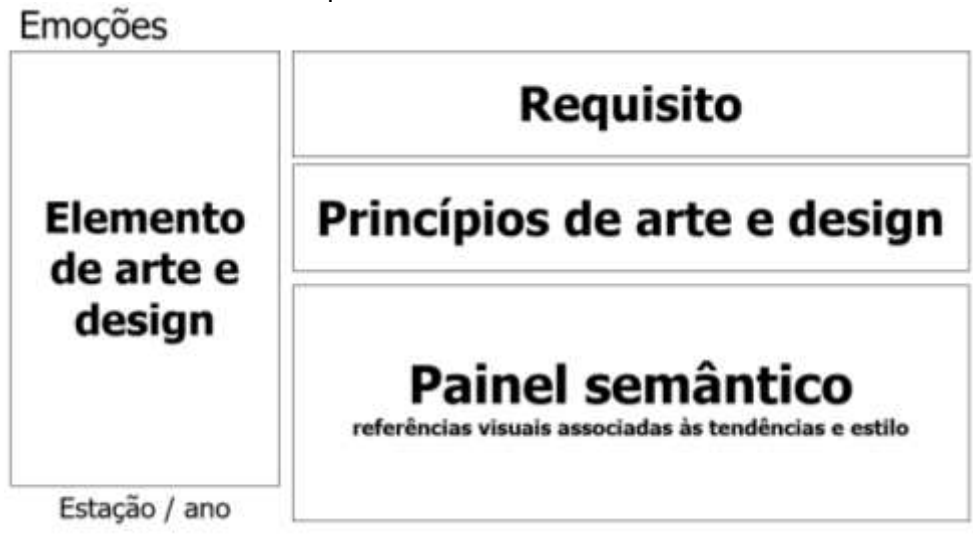 Emoções
Requisito
Elemento
de arte e
design
Princípios de arte e design
Painel semântico
referências visuais associadas às tendências e estilo
Estação / ano